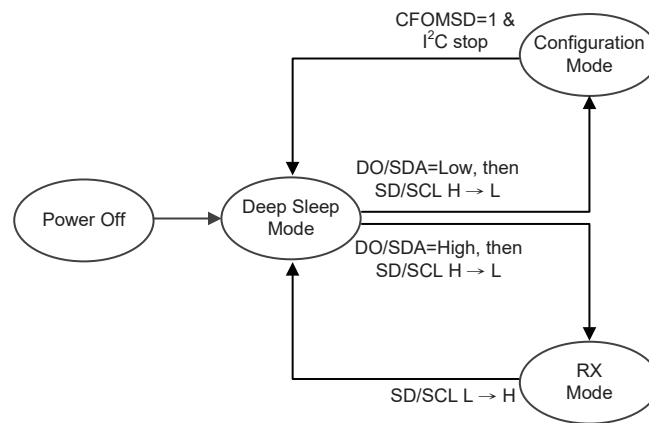 CFOMSD=1 &
I²C stop
Configuration
Mode
DO/SDA=Low, then
SD/SCL H → L
Power Off
Deep Sleep
Mode
DO/SDA=High, then
SD/SCL H → L
RX
Mode
SD/SCL L → H